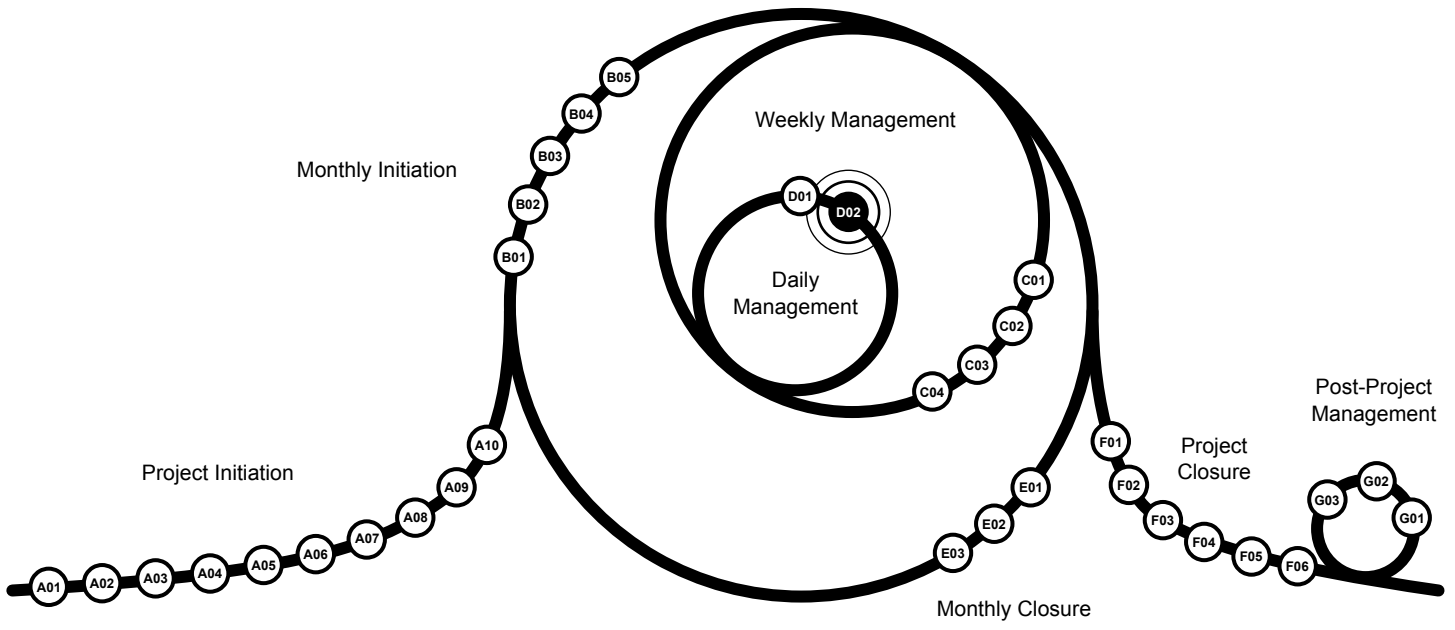 Project Initiation
A01
A02
A03
A04
A05
A06
A07
A08
A09
A10
Monthly Initiation
B01
B02
B03
B04
B05
Weekly Management
C01
C02
C03
C04
Daily
Management
D01
D02
Monthly Closure
E01
E02
E03
Project
Closure
F01
F02
F03
F04
F05
F06
Post-Project
Management
G01
G02
G03